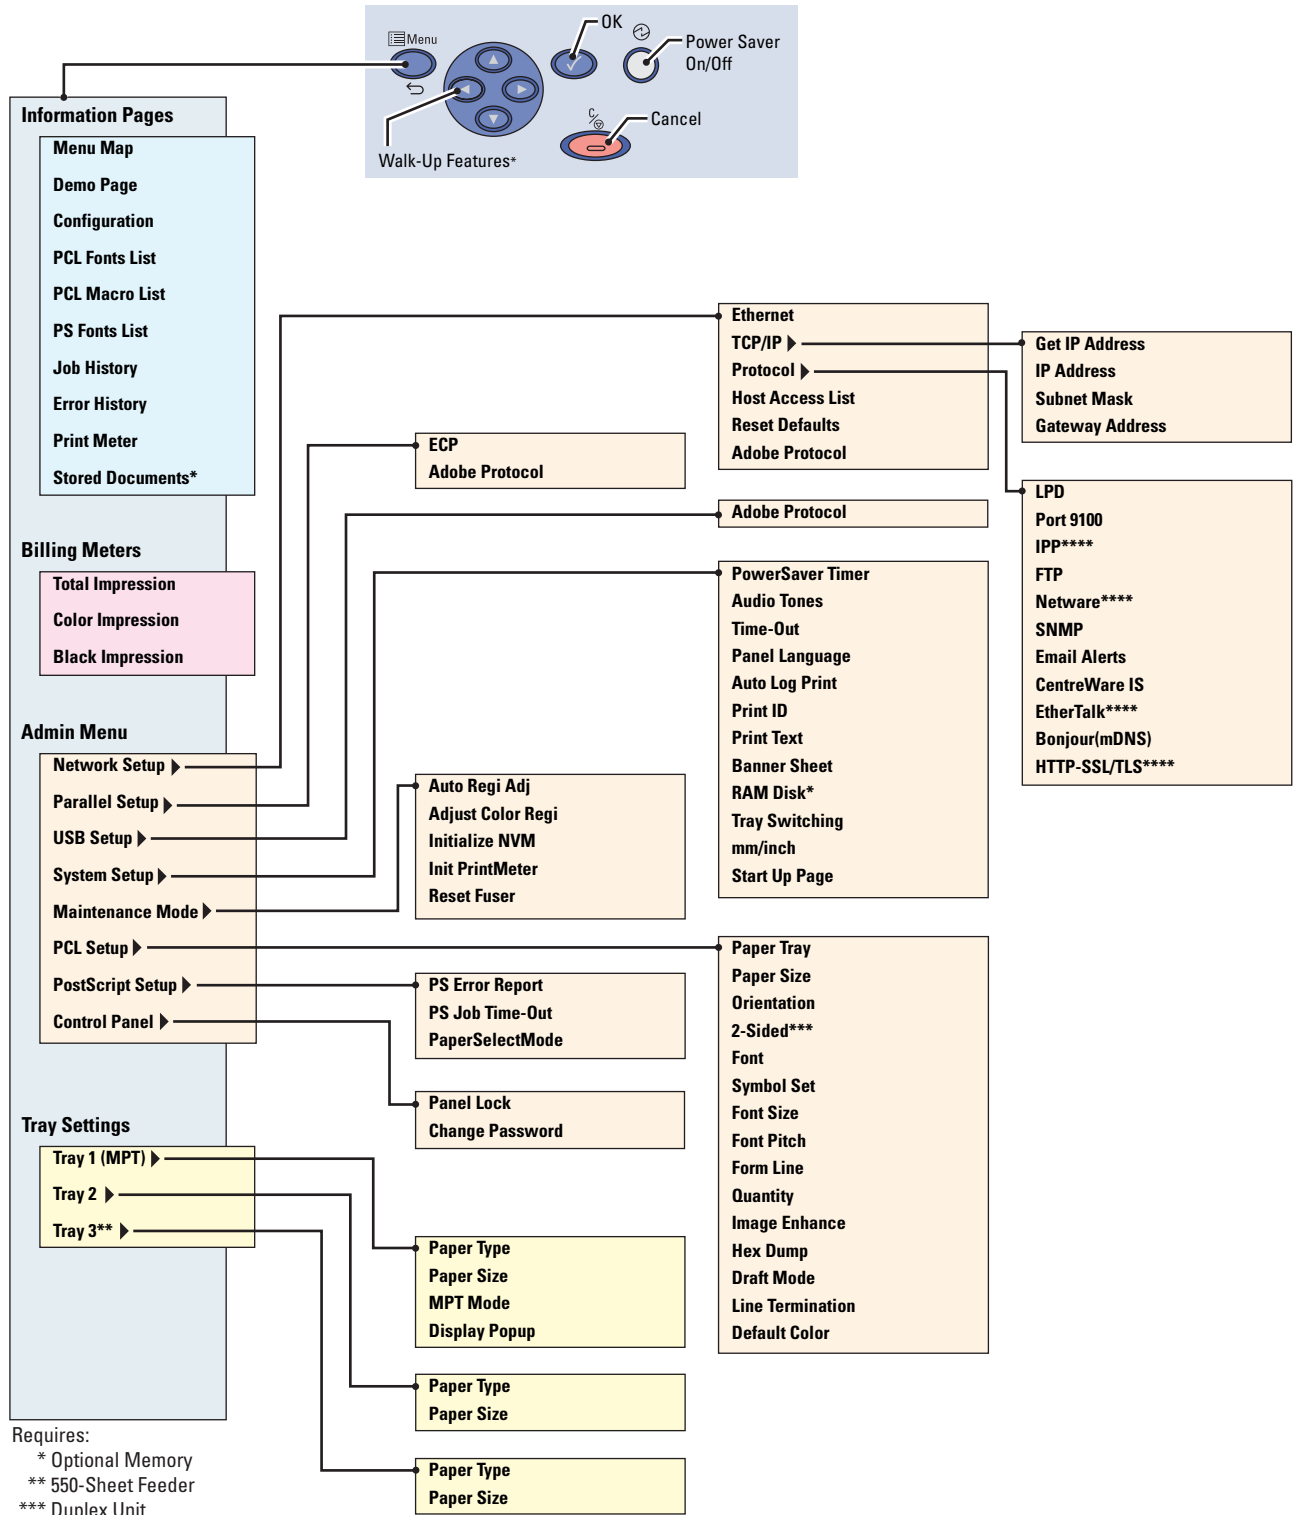 Menu
OK
Power Saver
On/Off
C/
Cancel
Walk-Up Features*
Information Pages
Menu Map
Demo Page
Configuration
PCL Fonts List
PCL Macro List
PS Fonts List
Job History
Error History
Print Meter
Stored Documents*
Billing Meters
Total Impression
Color Impression
Black Impression
Admin Menu
Network Setup
Parallel Setup
USB Setup
System Setup
Maintenance Mode
PCL Setup
PostScript Setup
Control Panel
Tray Settings
Tray 1 (MPT)
Tray 2
Tray 3**
Requires:
* Optional Memory
** 550-Sheet Feeder
*** Duplex Unit
ECP
Adobe Protocol
Auto Regi Adj
Adjust Color Regi
Initialize NVM
Init PrintMeter
Reset Fuser
PS Error Report
PS Job Time-Out
PaperSelectMode
Panel Lock
Change Password
Paper Type
Paper Size
MPT Mode
Display Popup
Paper Type
Paper Size
Paper Type
Paper Size
Ethernet
TCP/IP
Protocol
Host Access List
Reset Defaults
Adobe Protocol
Adobe Protocol
PowerSaver Timer
Audio Tones
Time-Out
Panel Language
Auto Log Print
Print ID
Print Text
Banner Sheet
RAM Disk*
Tray Switching
mm/inch
Start Up Page
Paper Tray
Paper Size
Orientation
2-Sided***
Font
Symbol Set
Font Size
Font Pitch
Form Line
Quantity
Image Enhance
Hex Dump
Draft Mode
Line Termination
Default Color
Get IP Address
IP Address
Subnet Mask
Gateway Address
LPD
Port 9100
IPP****
FTP
Netware****
SNMP
Email Alerts
CentreWare IS
EtherTalk****
Bonjour(mDNS)
HTTP-SSL/TLS****